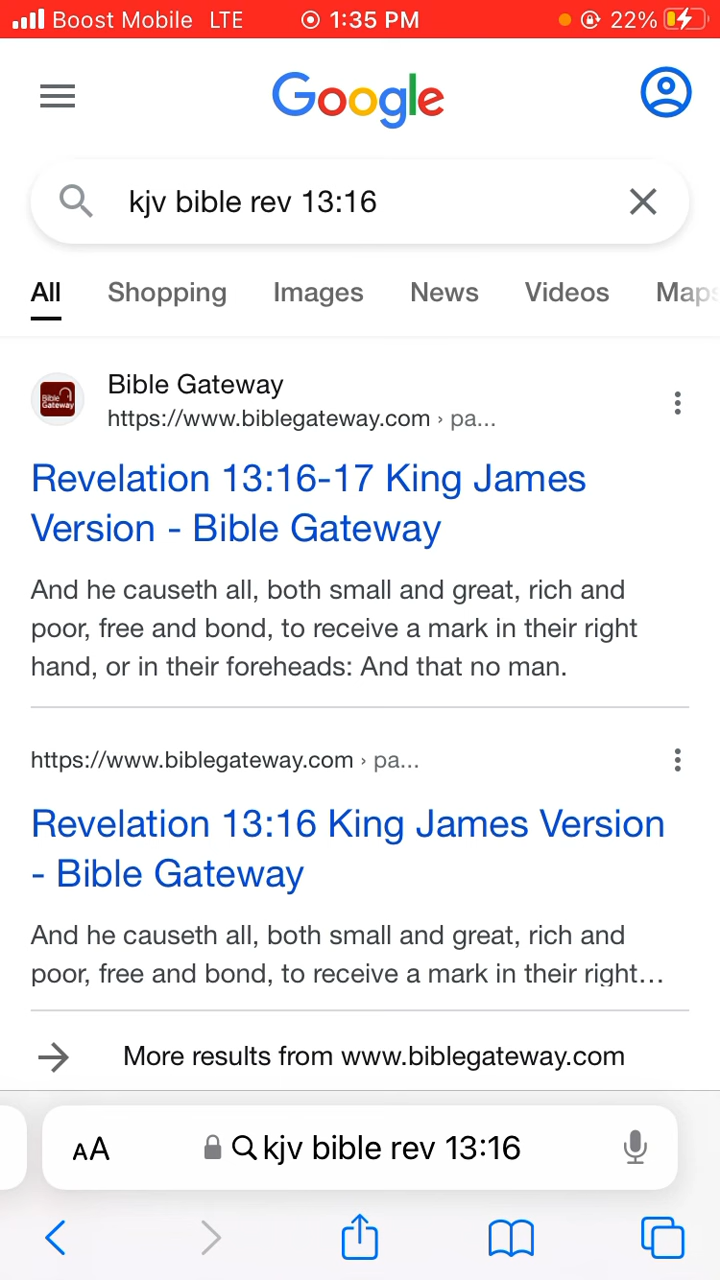 Boost Mobile LTE 1:35 PM 22%
Google
kjv bible rev 13:16
All Shopping Images News Videos Maps
Bible Gateway
Bible Gateway
https://www.biblegateway.com › pa...
Revelation 13:16-17 King James
Version - Bible Gateway
And he causeth all, both small and great, rich and
poor, free and bond, to receive a mark in their right
hand, or in their foreheads: And that no man.
https://www.biblegateway.com › pa...
Revelation 13:16 King James Version
- Bible Gateway
And he causeth all, both small and great, rich and
poor, free and bond, to receive a mark in their right...
More results from www.biblegateway.com
AA kjv bible rev 13:16